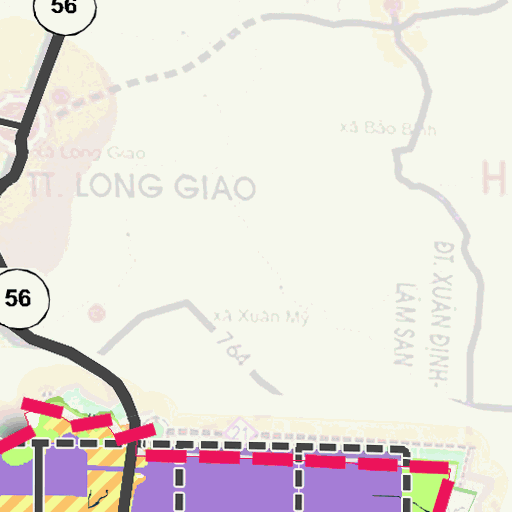 56
xã Bảo Bình
xã Long Giao
TT. LONG GIAO
H
ĐT. XUÂN ĐỊNH-
LÂM SAN
56
xã Xuân Mỹ
764
21